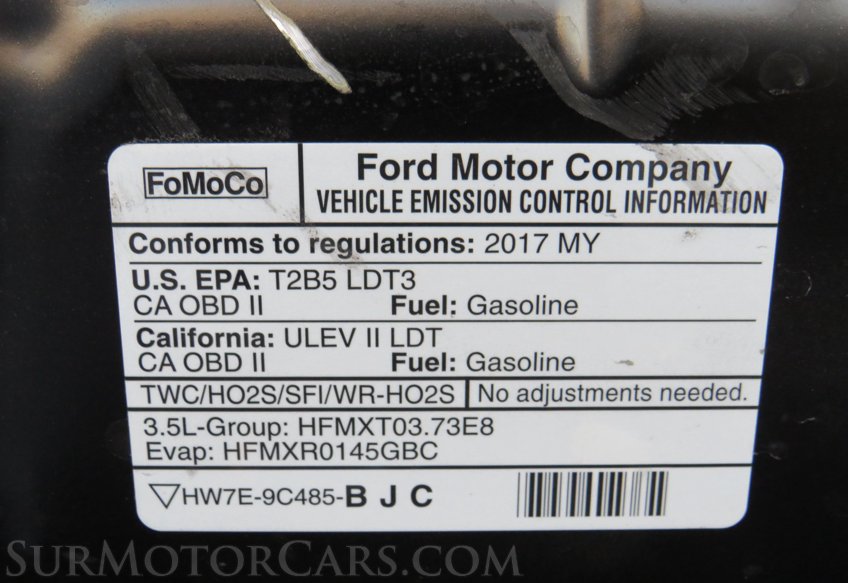 FoMoCo
Ford Motor Company
VEHICLE EMISSION CONTROL INFORMATION
Conforms to regulations: 2017 MY
U.S. EPA: T2B5 LDT3
CA OBD II Fuel: Gasoline
California: ULEV II LDT
CA OBD II Fuel: Gasoline
TWC/HO2S/SFI/WR-HO2S No adjustments needed.
3.5L-Group: HFMXT03.73E8
Evap: HFMXR0145GBC
▽HW7E-9C485-B J C
SurMotorCars.com